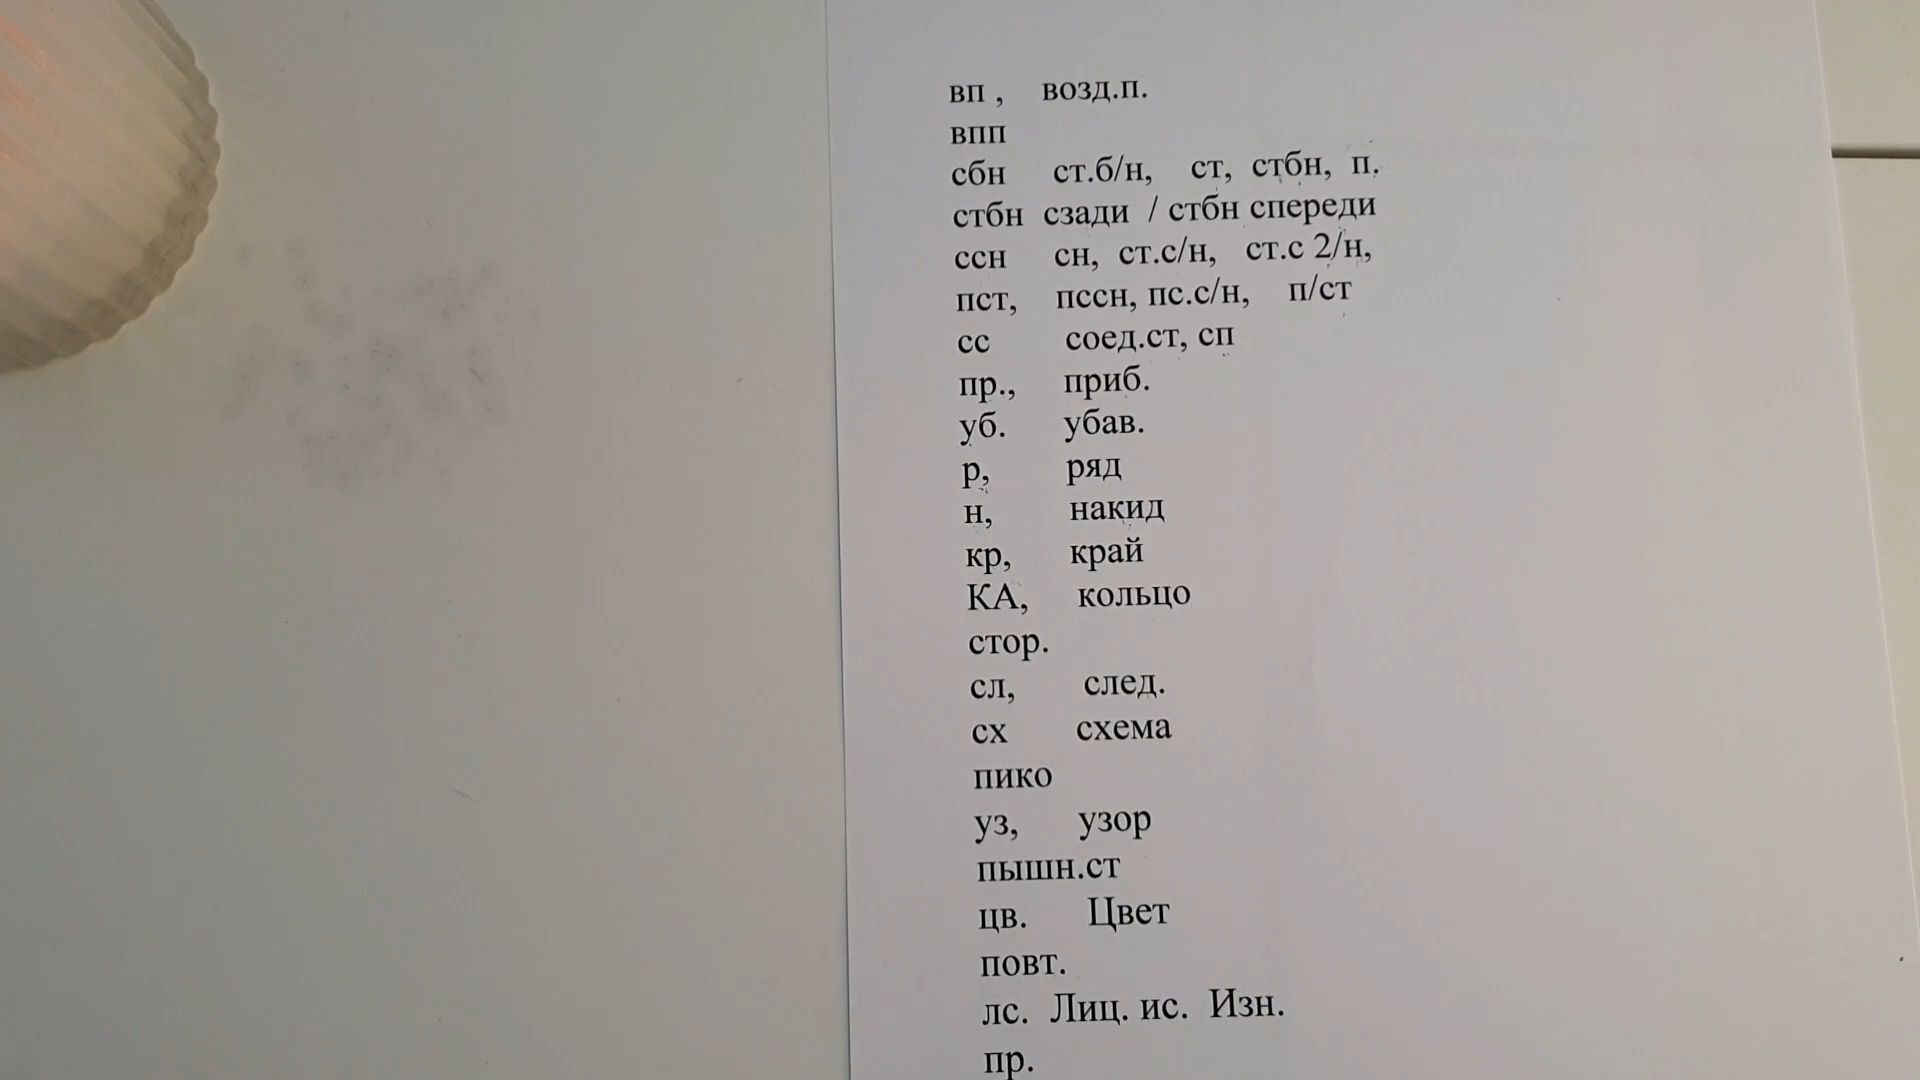 вп , возд.п.
впп
сбн ст.б/н, ст, стбн, п.
стбн сзади / стбн спереди
ссн сн, ст.с/н, ст.с 2/н,
пст, пссн, пс.с/н, п/ст
сс соед.ст, сп
пр., приб.
уб. убав.
р, ряд
н, накид
кр, край
КА, кольцо
стор.
сл, след.
сх схема
пико
уз, узор
пышн.ст
цв. Цвет
повт.
лс. Лиц. ис. Изн.
пр.